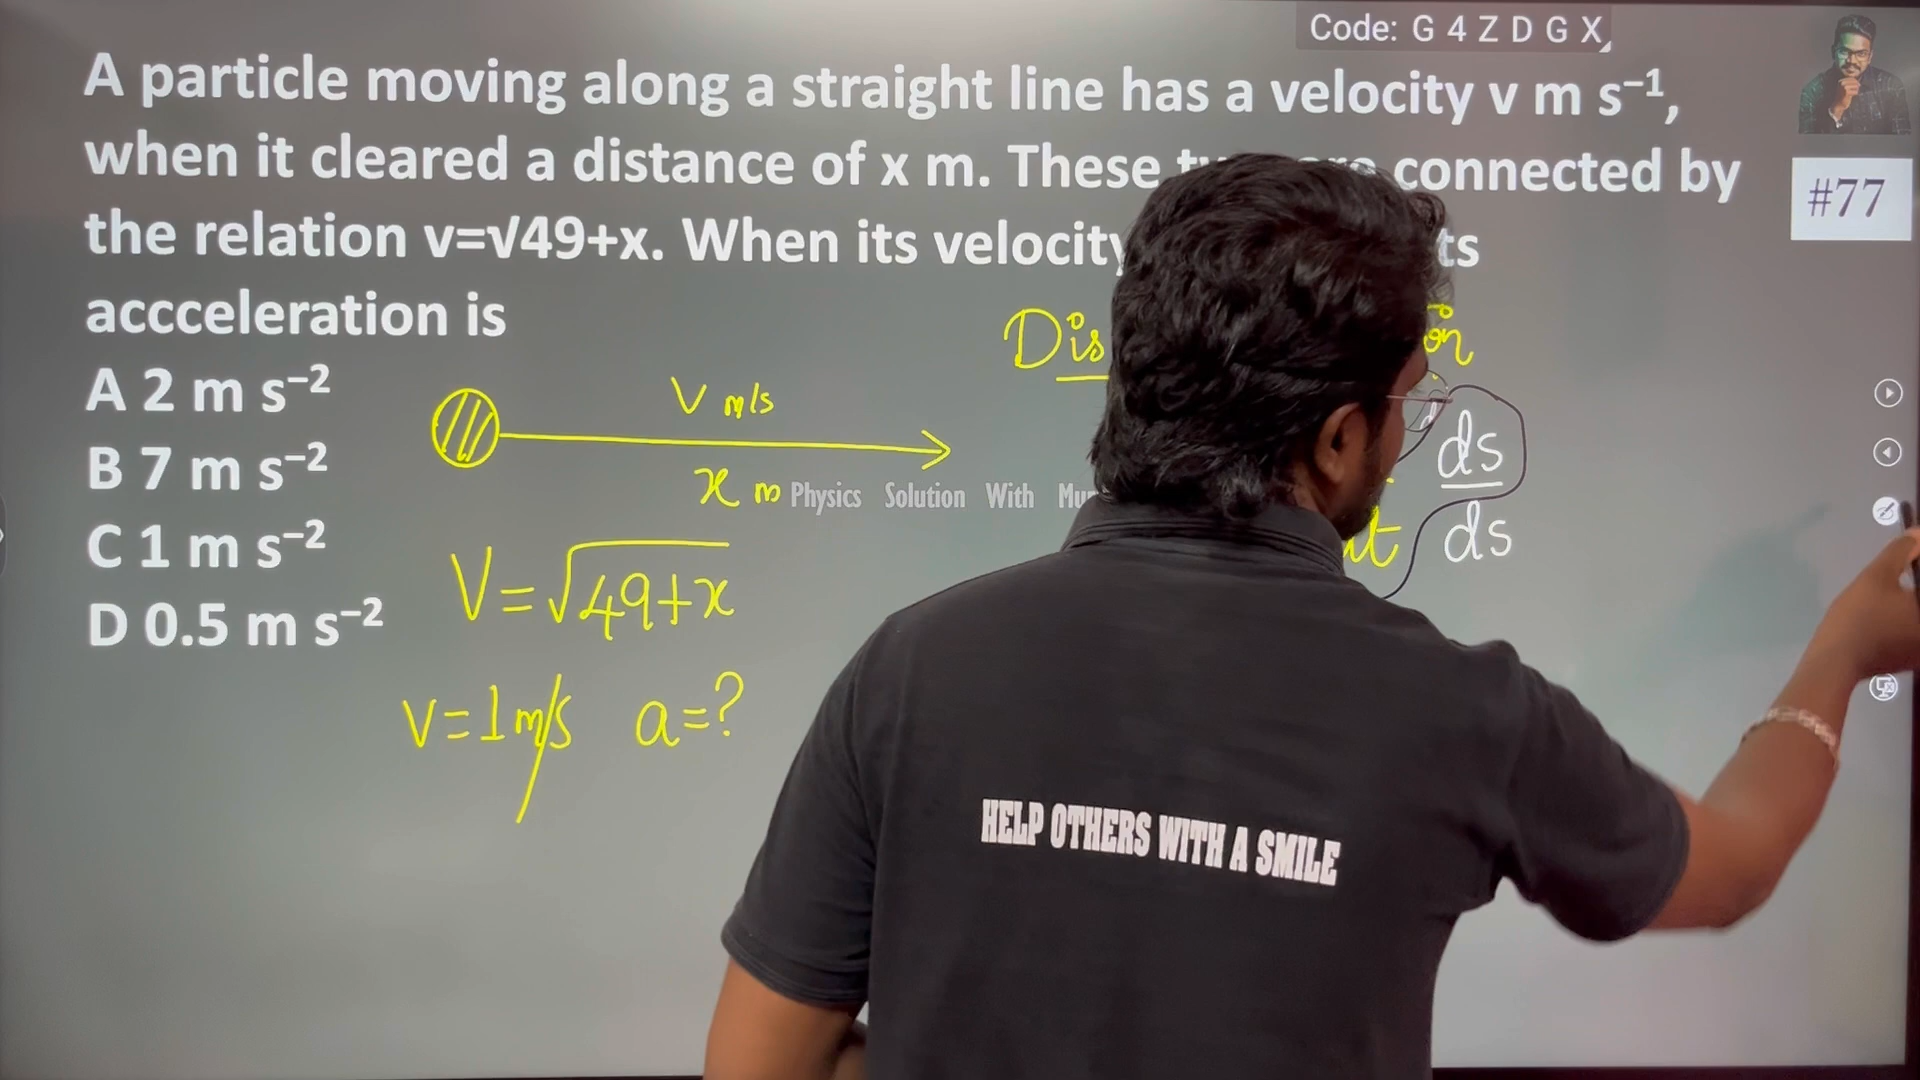 Code: G 4 Z D G X
A particle moving along a straight line has a velocity v m s⁻¹,
when it cleared a distance of x m. These connected by
the relation v=√49+x. When its velocity
accceleration is
#77
A 2 m s⁻²
B 7 m s⁻²
C 1 m s⁻²
D 0.5 m s⁻²
V m/s
x m
Physics Solution With
V=√49+x
v=1m/s a=?
Dis
on
ds
ds
HELP OTHERS WITH A SMILE